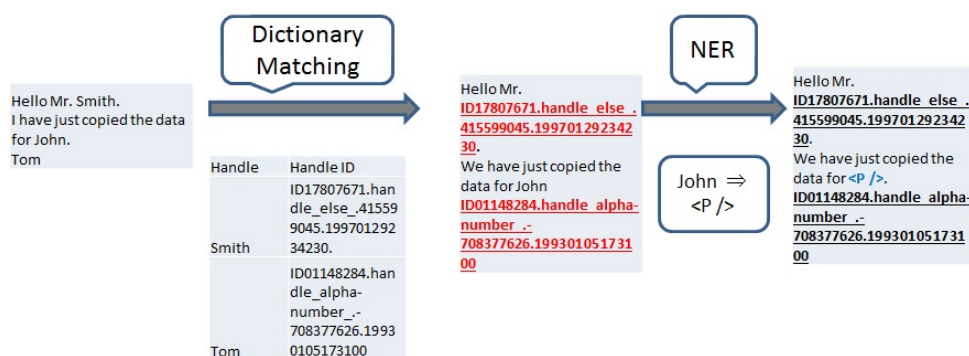 Dictionary
Matching
NER
Hello Mr. Smith.
I have just copied the data
for John.
Tom
Handle Handle ID
Smith
ID17807671.han
dle_else_.41559
9045.199701292
34230.
Tom
ID01148284.han
dle_alpha-
number_.-
708377626.1993
0105173100
Hello Mr.
ID17807671.handle_else_.
415599045.199701292342
30.
We have just copied the
data for John
ID01148284.handle_alpha-
number_.-
708377626.199301051731
00
John ⇒
<P />
Hello Mr.
ID17807671.handle_else_.
415599045.199701292342
30.
We have just copied the
data for <P />.
ID01148284.handle_alpha-
number_.-
708377626.199301051731
00